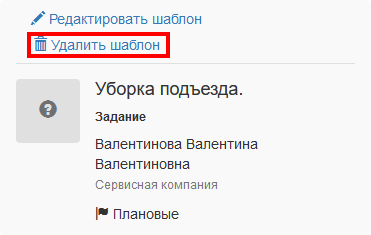 Редактировать шаблон
Удалить шаблон
Уборка подъезда.
Задание
Валентинова Валентина
Валентиновна
Сервисная компания
Плановые